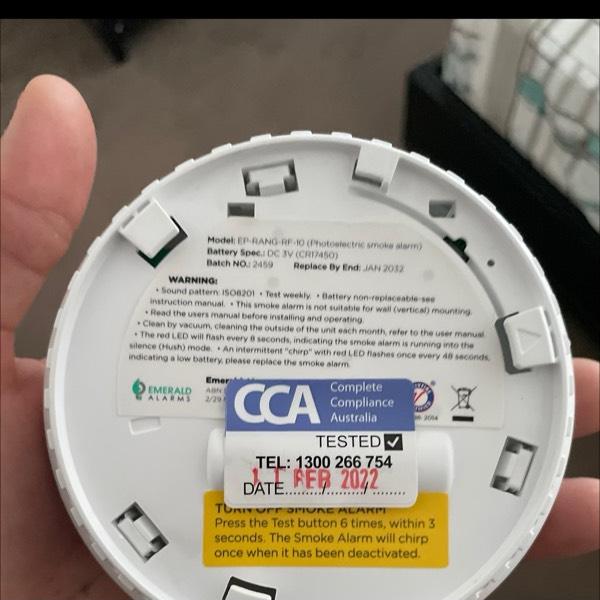 Model: EP-RANG-RF-10 (Photoelectric smoke alarm)
Battery Spec.: DC 3V (CR17450)
Batch NO.: 2459 Replace By End: JAN 2032
WARNING:
• Sound pattern: ISO8201 • Test weekly. • Battery non-replaceable-see
instruction manual. • This smoke alarm is not suitable for wall (vertical) mounting.
• Read the users manual before installing and operating.
• Clean by vacuum, cleaning the outside of the unit each month, refer to the user manual.
• The red LED will flash every 8 seconds, indicating the smoke alarm is running into the
silence (Hush) mode. • An intermittent "chirp" with red LED flashes once every 48 seconds,
indicating a low battery, please replace the smoke alarm.
EMERALD
ALARMS
ABN
2/29
CCA Complete
Compliance
Australia
TESTED
TEL: 1300 266 754
11 FEB 2022
DATE....../....../......
TURN OFF SMOKE ALARM
Press the Test button 6 times, within 3
seconds. The Smoke Alarm will chirp
once when it has been deactivated.